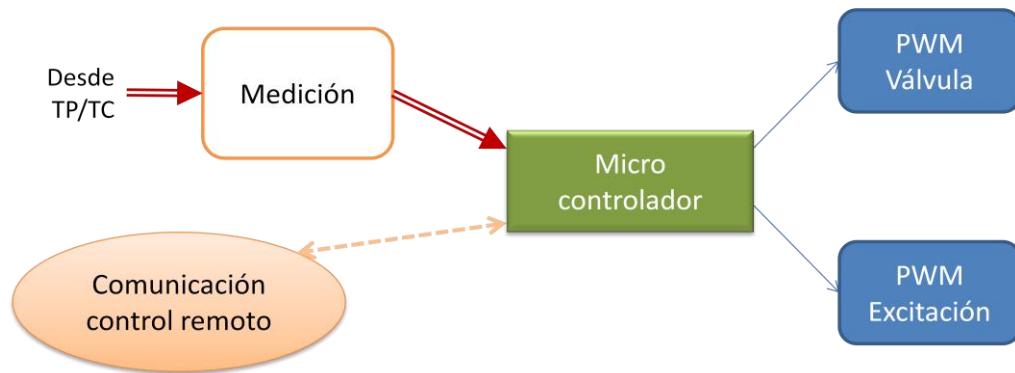 Desde
TP/TC
Medición
PWM
Válvula
Micro
controlador
Comunicación
control remoto
PWM
Excitación